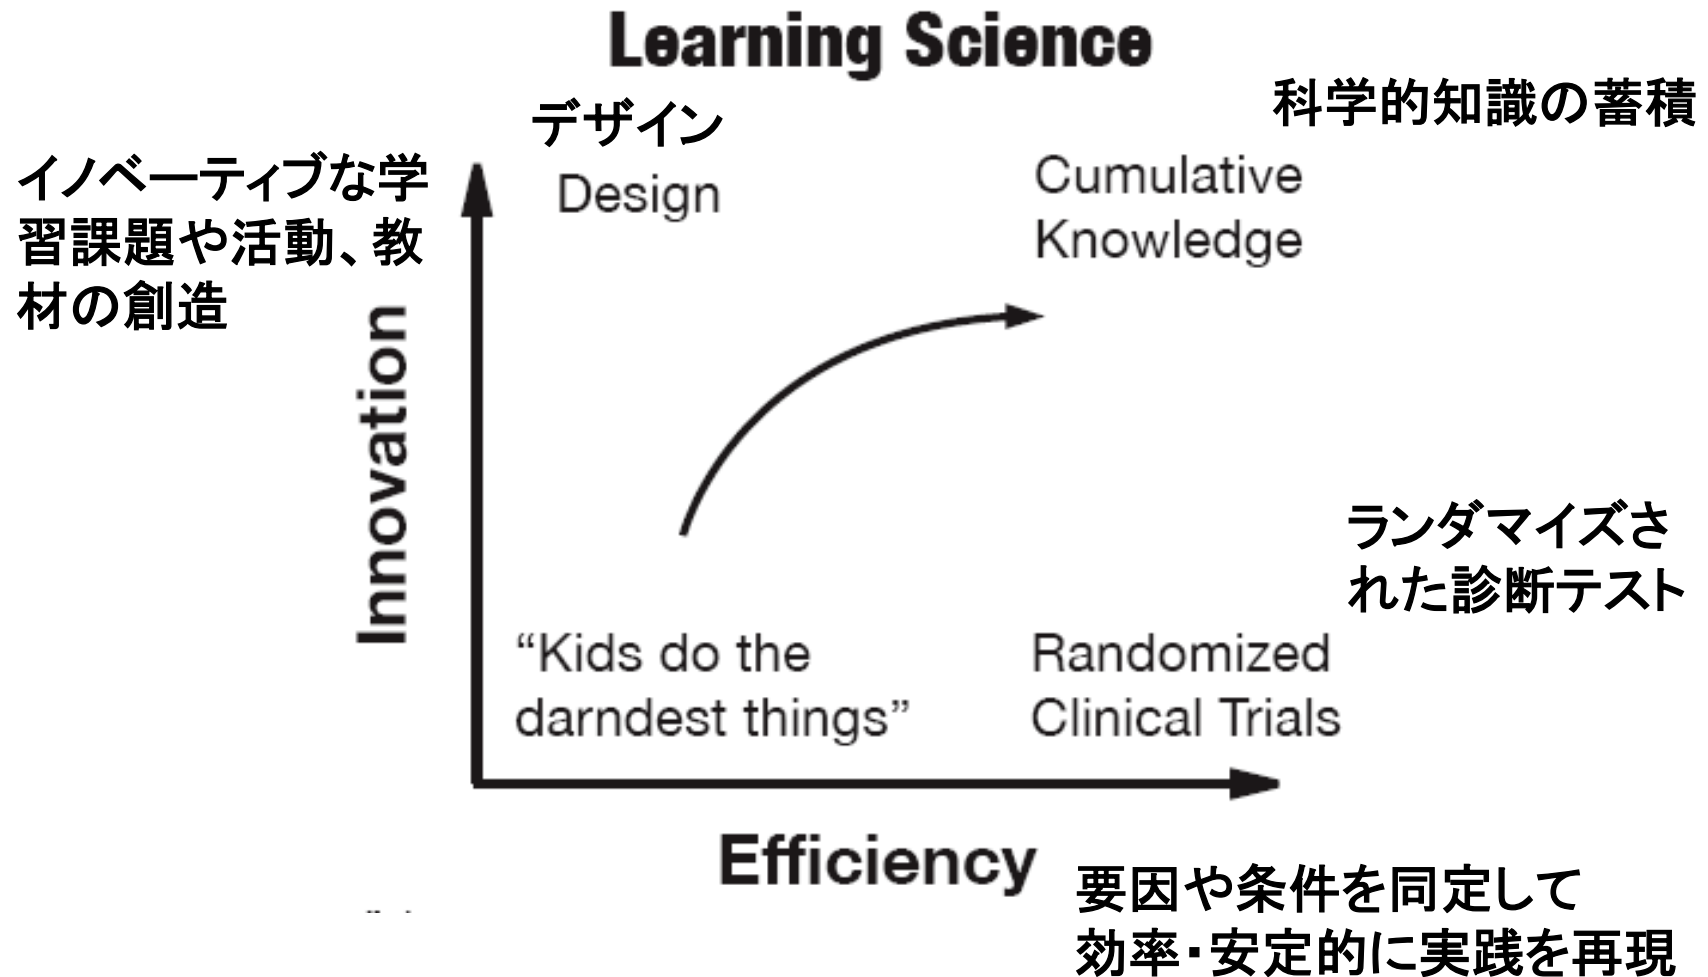 Learning Science
科学的知識の蓄積
デザイン
イノベーティブな学
習課題や活動、教
材の創造
Design
Cumulative
Knowledge
Innovation
ランダマイズさ
れた診断テスト
“Kids do the
darndest things”
Randomized
Clinical Trials
Efficiency
要因や条件を同定して
効率・安定的に実践を再現